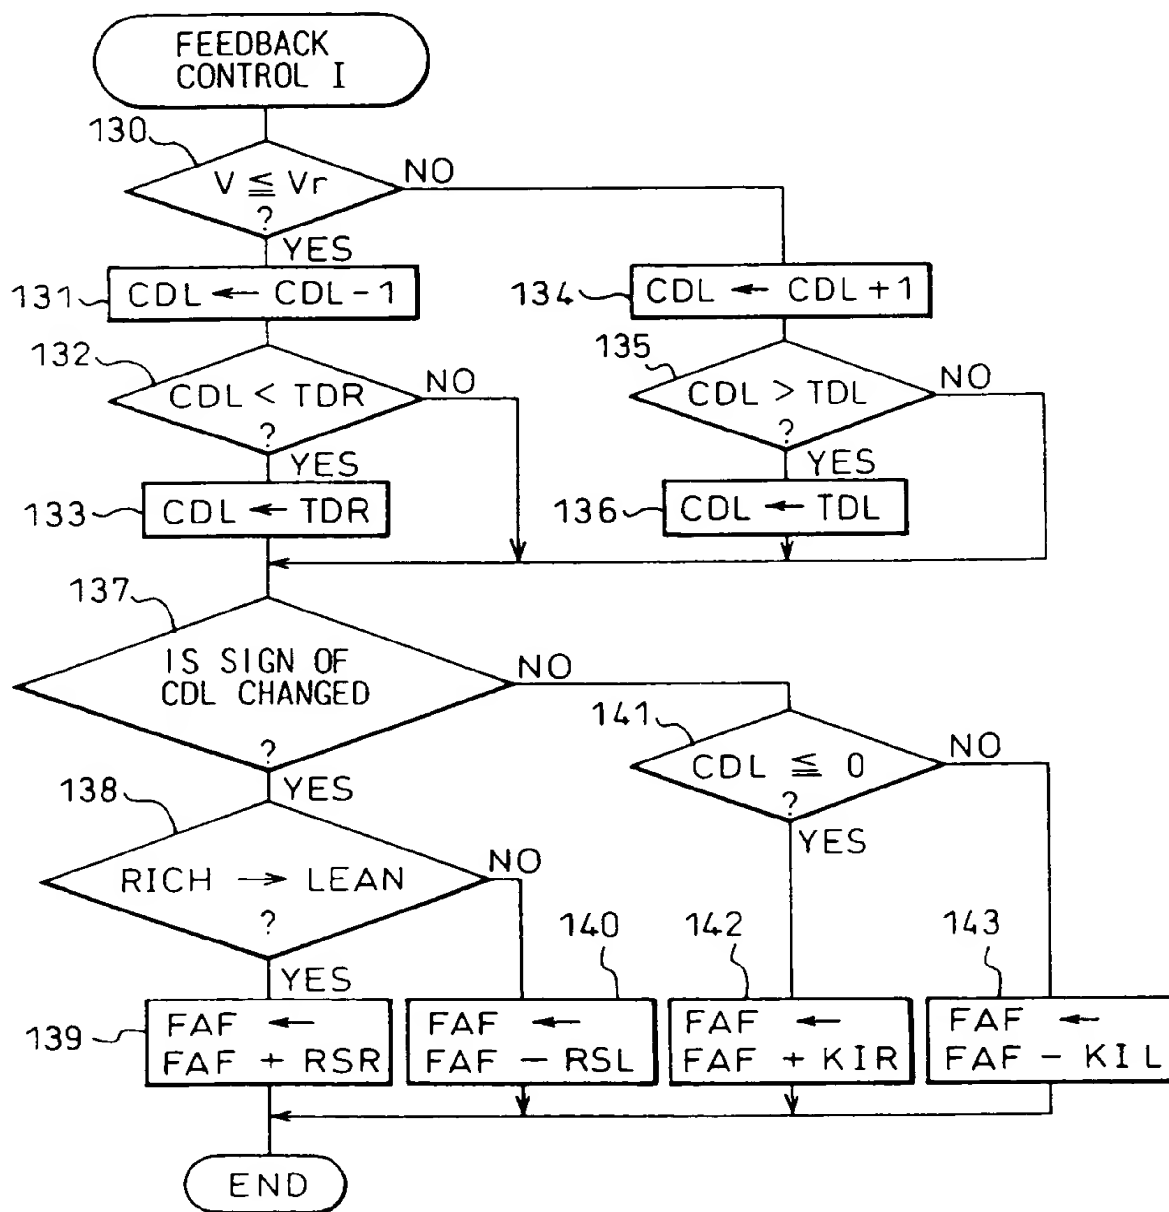 FEEDBACK
CONTROL I
130
V ≦ Vr
?
NO
YES
131
CDL ← CDL-1
134
CDL ← CDL+1
132
CDL < TDR
?
NO
YES
135
CDL > TDL
?
NO
YES
133
CDL ← TDR
136
CDL ← TDL
137
IS SIGN OF
CDL CHANGED
?
NO
YES
141
CDL ≦ 0
?
NO
YES
138
RICH → LEAN
?
NO
YES
139
FAF ←
FAF + RSR
140
FAF ←
FAF - RSL
142
FAF ←
FAF + KIR
143
FAF ←
FAF - KIL
END